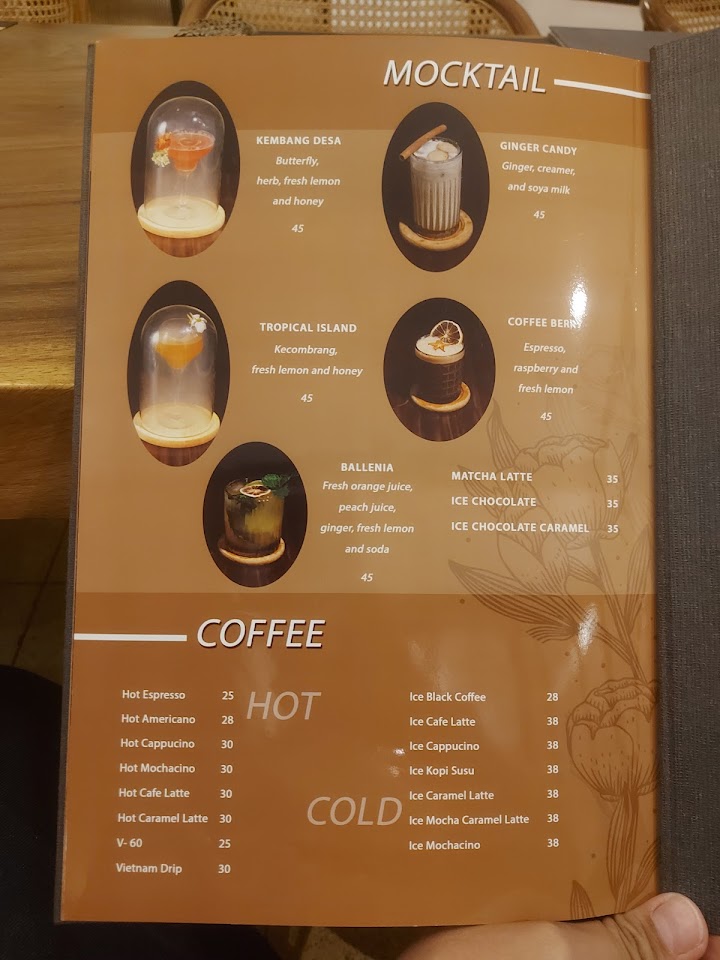 MOCKTAIL
KEMBANG DESA
Butterfly,
herb, fresh lemon
and honey
45
GINGER CANDY
Ginger, creamer,
and soya milk
45
TROPICAL ISLAND
Kecombrang,
fresh lemon and honey
45
COFFEE BERRY
Espresso,
raspberry and
fresh lemon
45
BALLENIA
Fresh orange juice,
peach juice,
ginger, fresh lemon
and soda
45
MATCHA LATTE 35
ICE CHOCOLATE 35
ICE CHOCOLATE CARAMEL 35
COFFEE
HOT
Hot Espresso 25
Hot Americano 28
Hot Cappucino 30
Hot Mochacino 30
Hot Cafe Latte 30
Hot Caramel Latte 30
V- 60 25
Vietnam Drip 30
COLD
Ice Black Coffee 28
Ice Cafe Latte 38
Ice Cappucino 38
Ice Kopi Susu 38
Ice Caramel Latte 38
Ice Mocha Caramel Latte 38
Ice Mochacino 38